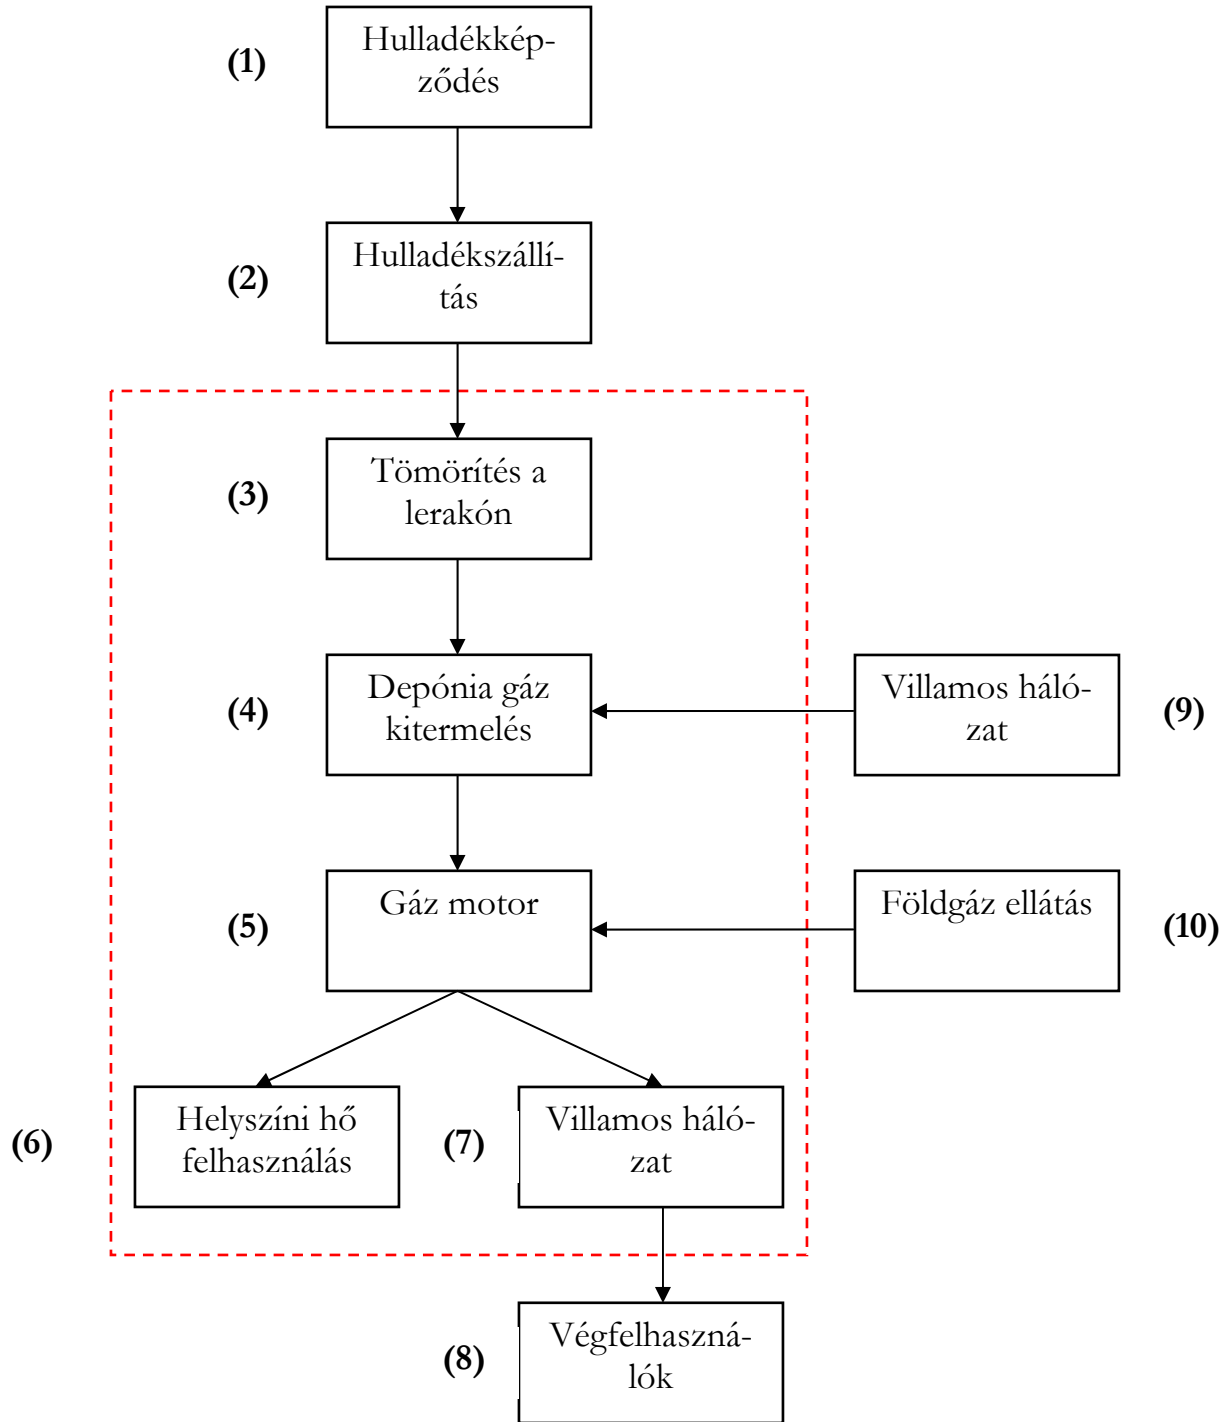 (1)
Hulladékkép-
ződés
(2)
Hulladékszállí-
tás
(3)
Tömörítés a
lerakón
(4)
Depónia gáz
kitermelés
Villamos háló-
zat
(9)
(5)
Gáz motor
Földgáz ellátás
(10)
(6)
Helyszíni hő
felhasználás
(7)
Villamos háló-
zat
(8)
Végfelhaszná-
lók